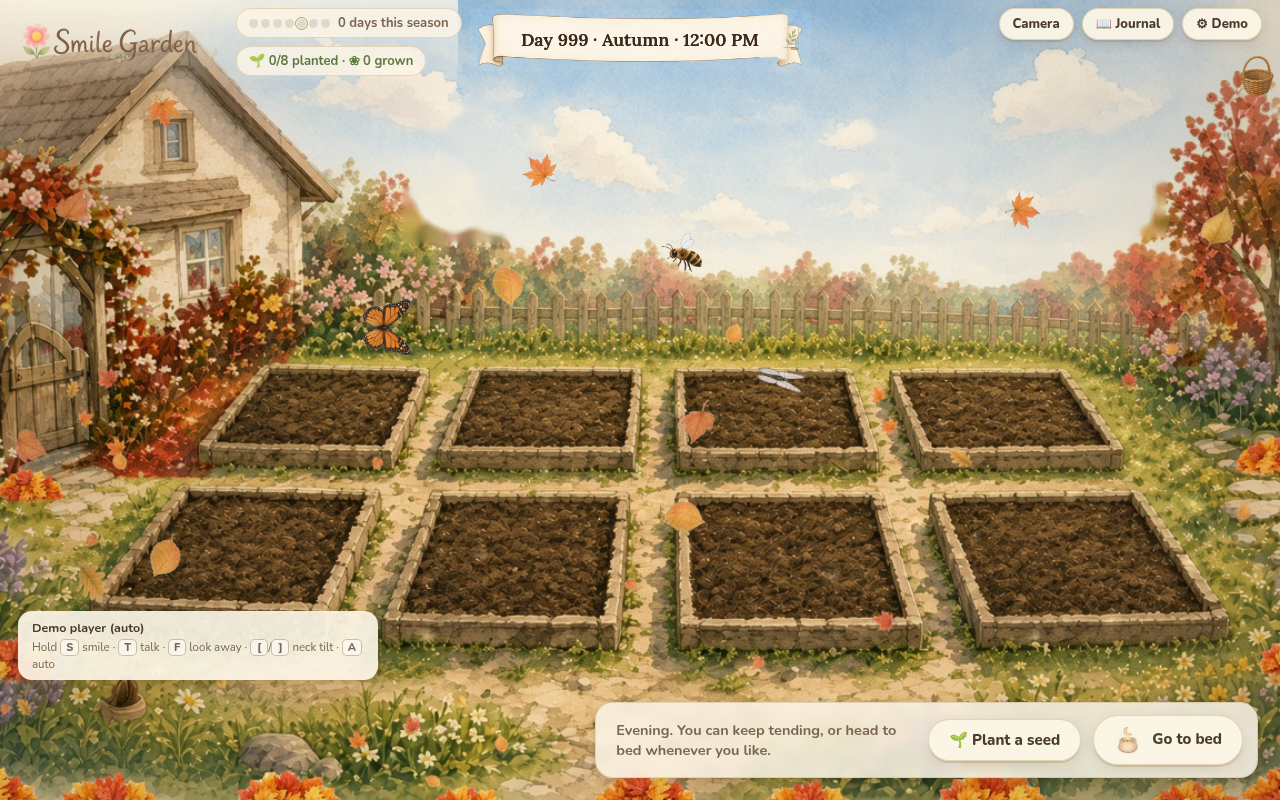 Smile Garden
0 days this season
0/8 planted · 0 grown
Day 999 · Autumn · 12:00 PM
Camera
Journal
Demo
Demo player (auto)
Hold S smile · T talk · F look away · [ / ] neck tilt · A
auto
Evening. You can keep tending, or head to
bed whenever you like.
Plant a seed
Go to bed